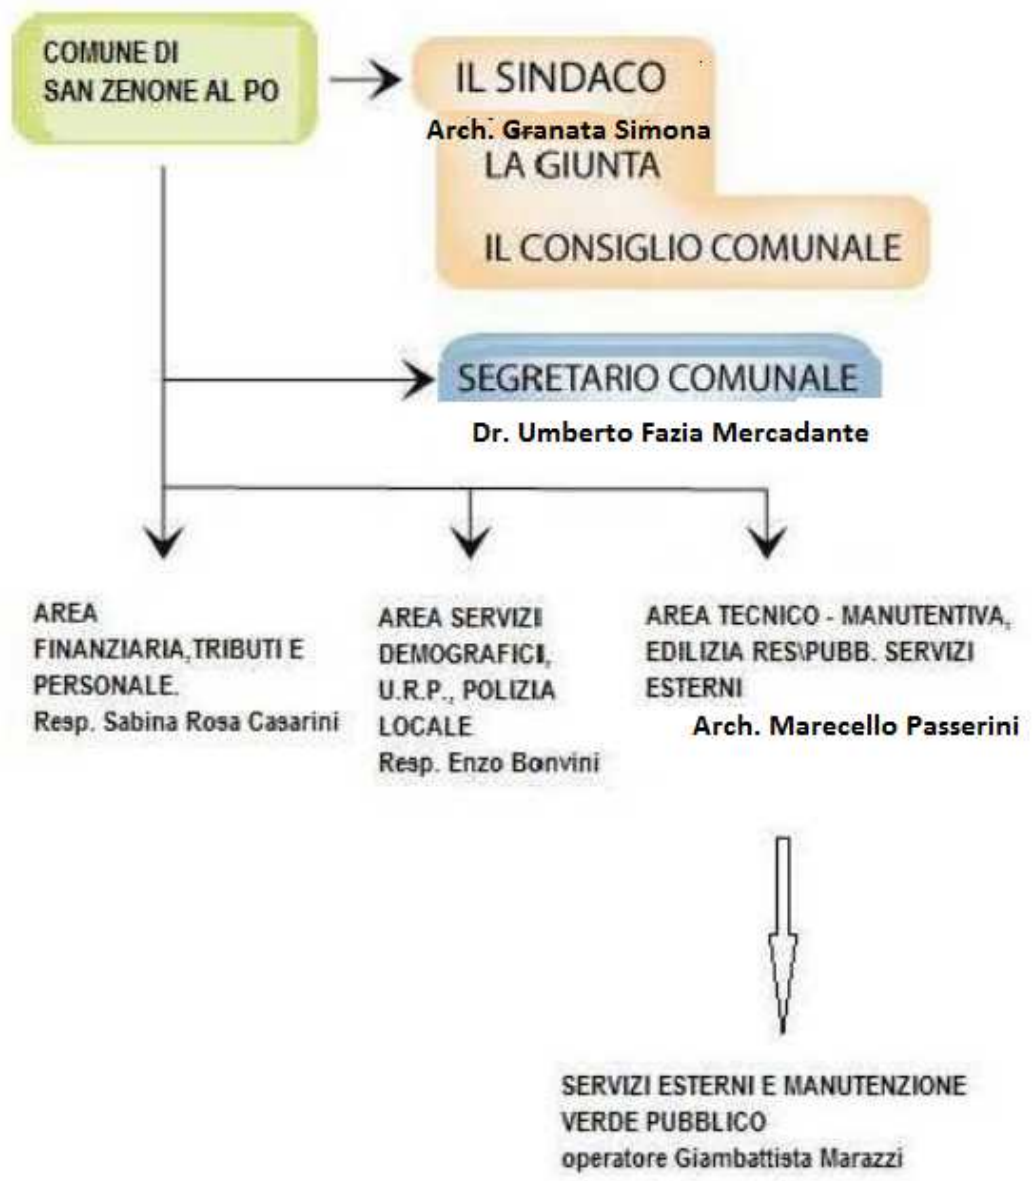 COMUNE DI
SAN ZENONE AL PO
IL SINDACO
Arch. Granata Simona
LA GIUNTA
IL CONSIGLIO COMUNALE
SEGRETARIO COMUNALE
Dr. Umberto Fazia Mercadante
AREA
FINANZIARIA,TRIBUTI E
PERSONALE.
Resp. Sabina Rosa Casarini
AREA SERVIZI
DEMOGRAFICI,
U.R.P., POLIZIA
LOCALE
Resp. Enzo Bonvini
AREA TECNICO - MANUTENTIVA,
EDILIZIA RES\PUBB. SERVIZI
ESTERNI
Arch. Marecello Passerini
SERVIZI ESTERNI E MANUTENZIONE
VERDE PUBBLICO
operatore Giambattista Marazzi